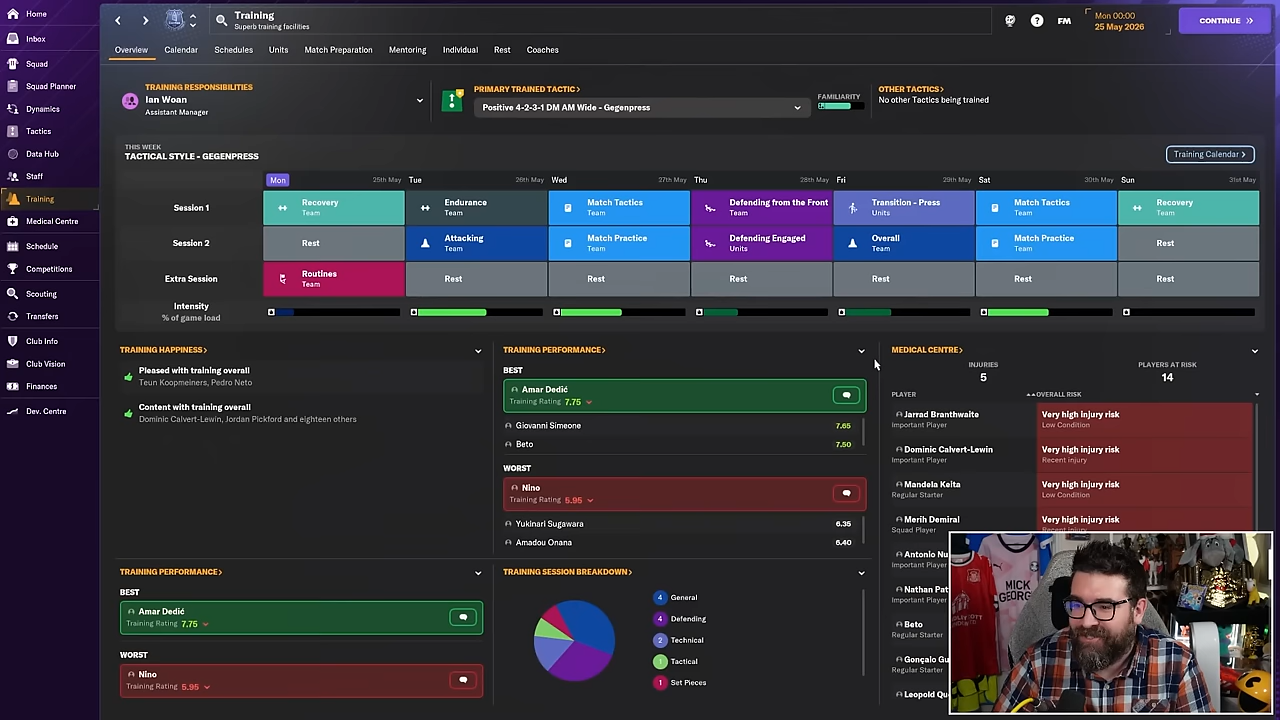 Home
Inbox
Squad
Squad Planner
Dynamics
Tactics
Data Hub
Staff
Training
Medical Centre
Schedule
Competitions
Scouting
Transfers
Club Info
Club Vision
Finances
Dev. Centre
Training
Superb training facilities
FM
Mon 00:00
25 May 2026
CONTINUE
Overview Calendar Schedules Units Match Preparation Mentoring Individual Rest Coaches
TRAINING RESPONSIBILITIES
Ian Woan
Assistant Manager
PRIMARY TRAINED TACTIC
Positive 4-2-3-1 DM AM Wide - Gegenpress
FAMILIARITY
OTHER TACTICS
No other Tactics being trained
THIS WEEK
TACTICAL STYLE - GEGENPRESS
Training Calendar
Mon 25th May Tue 26th May Wed 27th May Thu 28th May Fri 29th May Sat 30th May Sun 31st May
Session 1
Recovery Endurance Match Tactics Defending from the Front Transition - Press Match Tactics Recovery
Team Team Team Team Units Team Team
Session 2
Rest Attacking Match Practice Defending Engaged Overall Match Practice Rest
Team Team Units Team Team
Extra Session
Routines Rest Rest Rest Rest Rest Rest
Team
Intensity
% of game load
TRAINING HAPPINESS
Pleased with training overall
Teun Koopmeiners, Pedro Neto
Content with training overall
Dominic Calvert-Lewin, Jordan Pickford and eighteen others
TRAINING PERFORMANCE
BEST
Amar Dedić
Training Rating 7.75
Giovanni Simeone 7.65
Beto 7.50
WORST
Nino
Training Rating 5.95
Yukinari Sugawara 6.35
Amadou Onana 6.40
MEDICAL CENTRE
INJURIES
5
PLAYERS AT RISK
14
PLAYER OVERALL RISK
Jarrad Branthwaite Very high injury risk
Important Player Low Condition
Dominic Calvert-Lewin Very high injury risk
Important Player Recent injury
Mandela Keita Very high injury risk
Regular Starter Low Condition
Merih Demiral Very high injury risk
Squad Player Recent injury
Antonio Nu
Important Player
Nathan Pat
Important Player
Beto
Regular Starter
Gonçalo Gu
Regular Starter
Leopold Qu
TRAINING PERFORMANCE
BEST
Amar Dedić
Training Rating 7.75
WORST
Nino
Training Rating 5.95
TRAINING SESSION BREAKDOWN
4 General
4 Defending
2 Technical
1 Tactical
1 Set Pieces
MICK
GEORGE